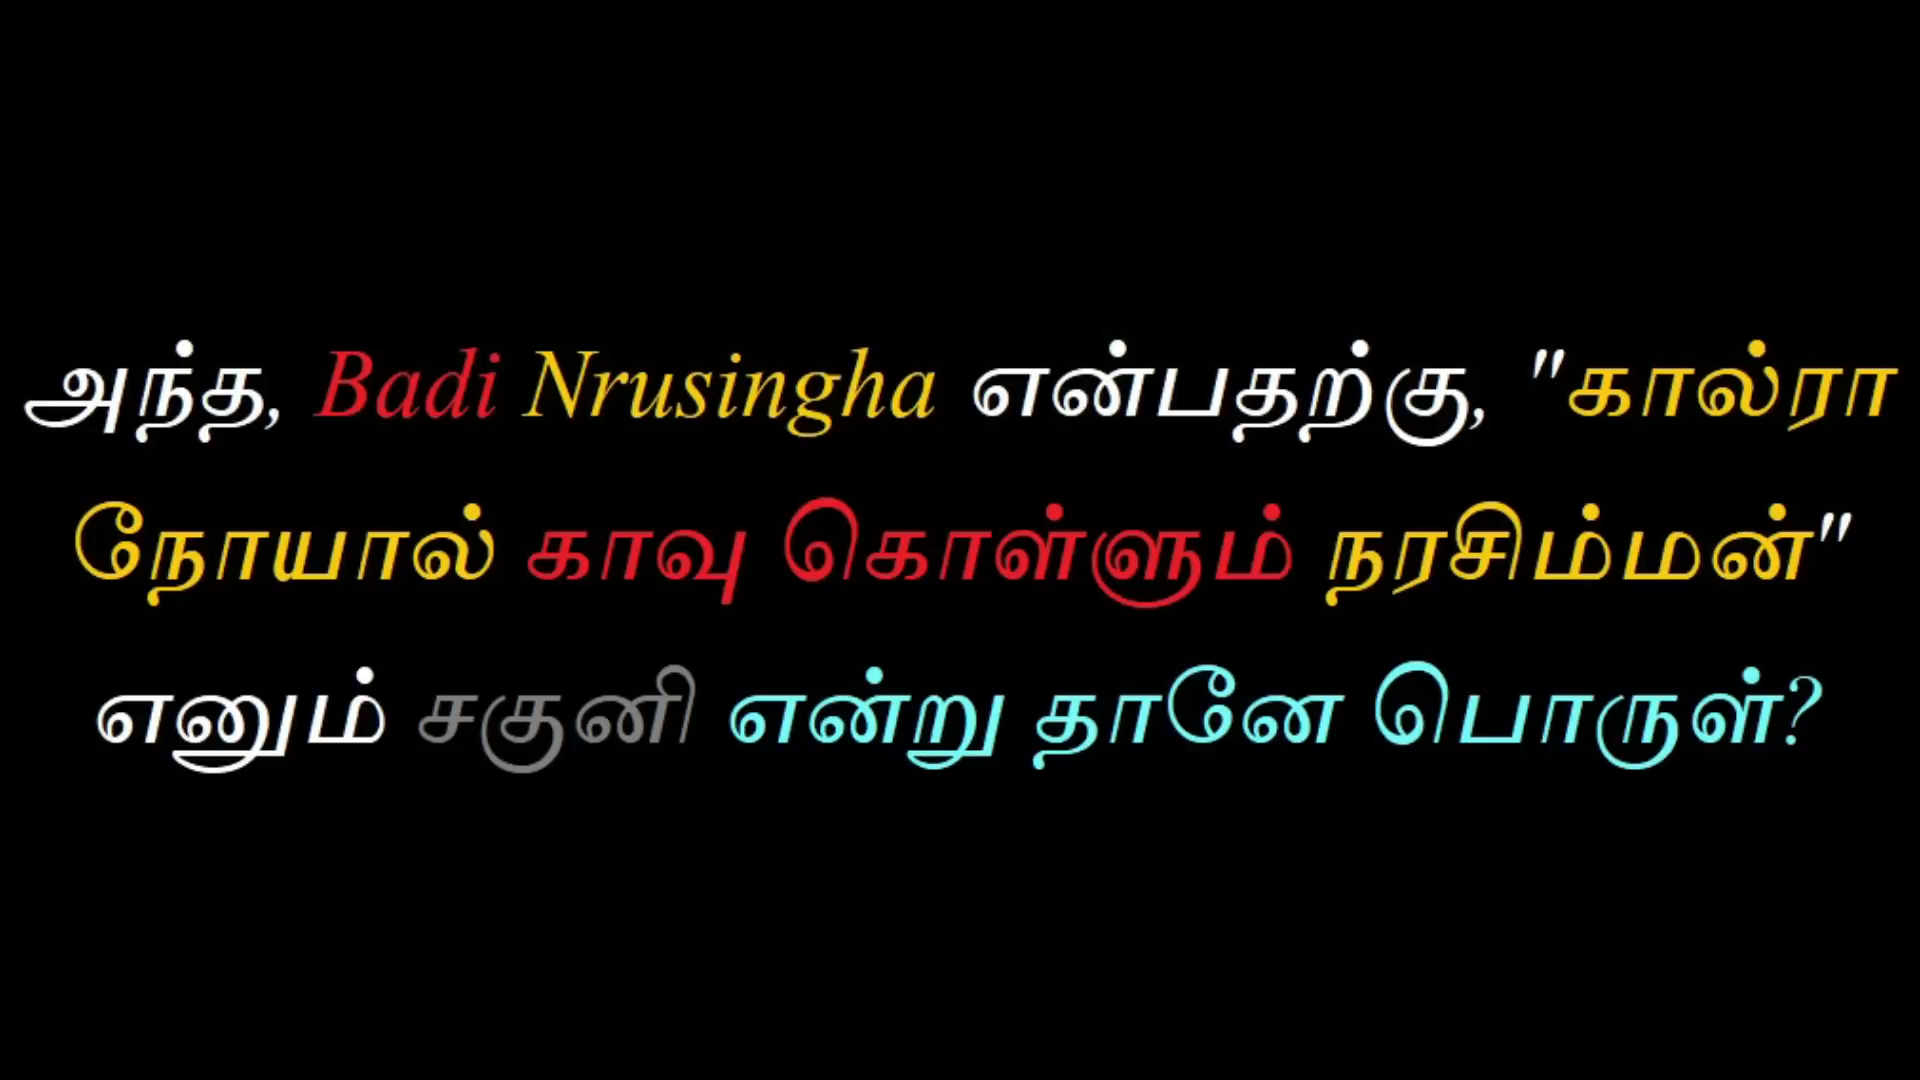 அந்த, Badi Nrusingha என்பதற்கு, "கால்ரா
நோயால் காவு கொள்ளும் நரசிம்மன்"
எனும் சகுனி என்று தானே பொருள்?